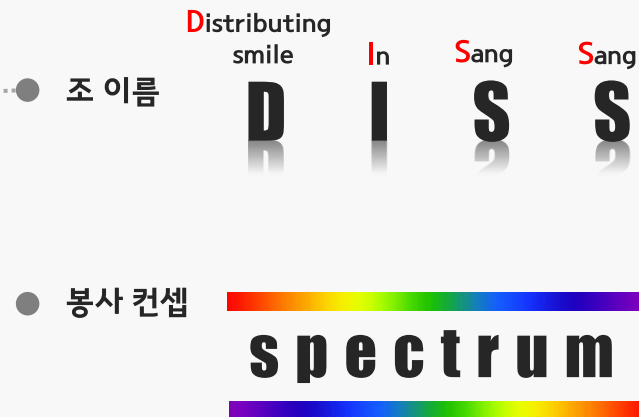 Distributing
smile In Sang Sang
조 이름 D I S S
봉사 컨셉
spectrum